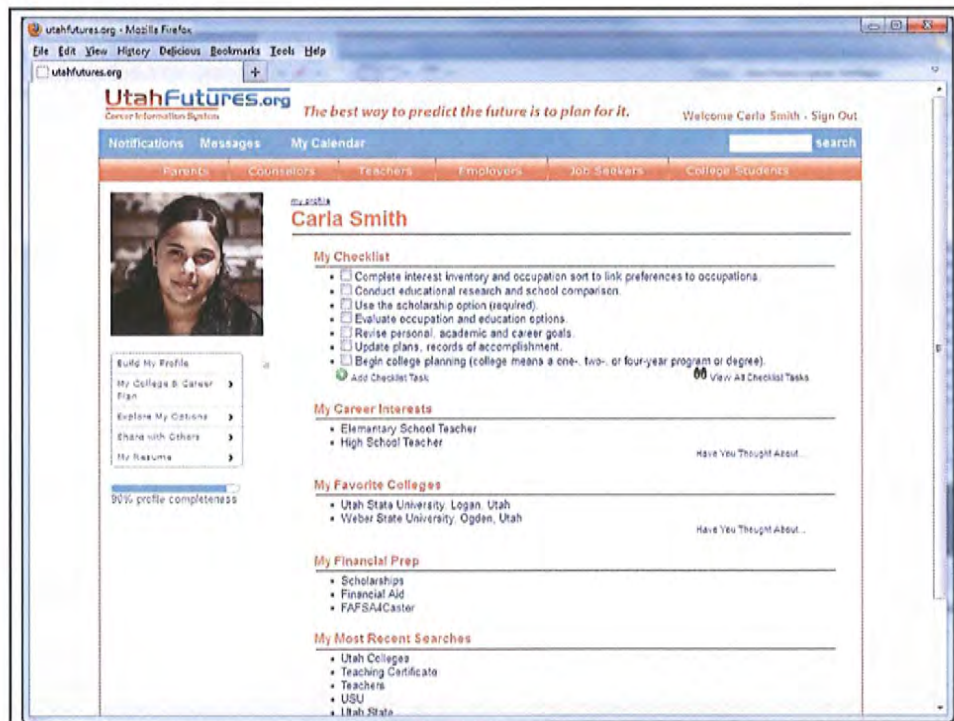 utahfutures.org - Mozilla Firefox
File Edit View History Delicious Bookmarks Tools Help
utahfutures.org
UtahFutures.org
Career Information System
The best way to predict the future is to plan for it.
Welcome Carla Smith - Sign Out
Notifications Messages My Calendar search
Parents Counselors Teachers Employers Job Seekers College Students
my profile
Carla Smith
My Checklist
Complete interest inventory and occupation sort to link preferences to occupations.
Conduct educational research and school comparison.
Use the scholarship option (required).
Evaluate occupation and education options.
Revise personal, academic and career goals.
Update plans, records of accomplishment.
Begin college planning (college means a one-, two-, or four-year program or degree).
Add Checklist Task
View All Checklist Tasks
Build My Profile
My College & Career
Plan
Explore My Options
Share with Others
My Resume
90% profile completeness
My Career Interests
Elementary School Teacher
High School Teacher
Have You Thought About...
My Favorite Colleges
Utah State University, Logan, Utah
Weber State University, Ogden, Utah
Have You Thought About...
My Financial Prep
Scholarships
Financial Aid
FAFSA4Caster
My Most Recent Searches
Utah Colleges
Teaching Certificate
Teachers
USU
Utah State